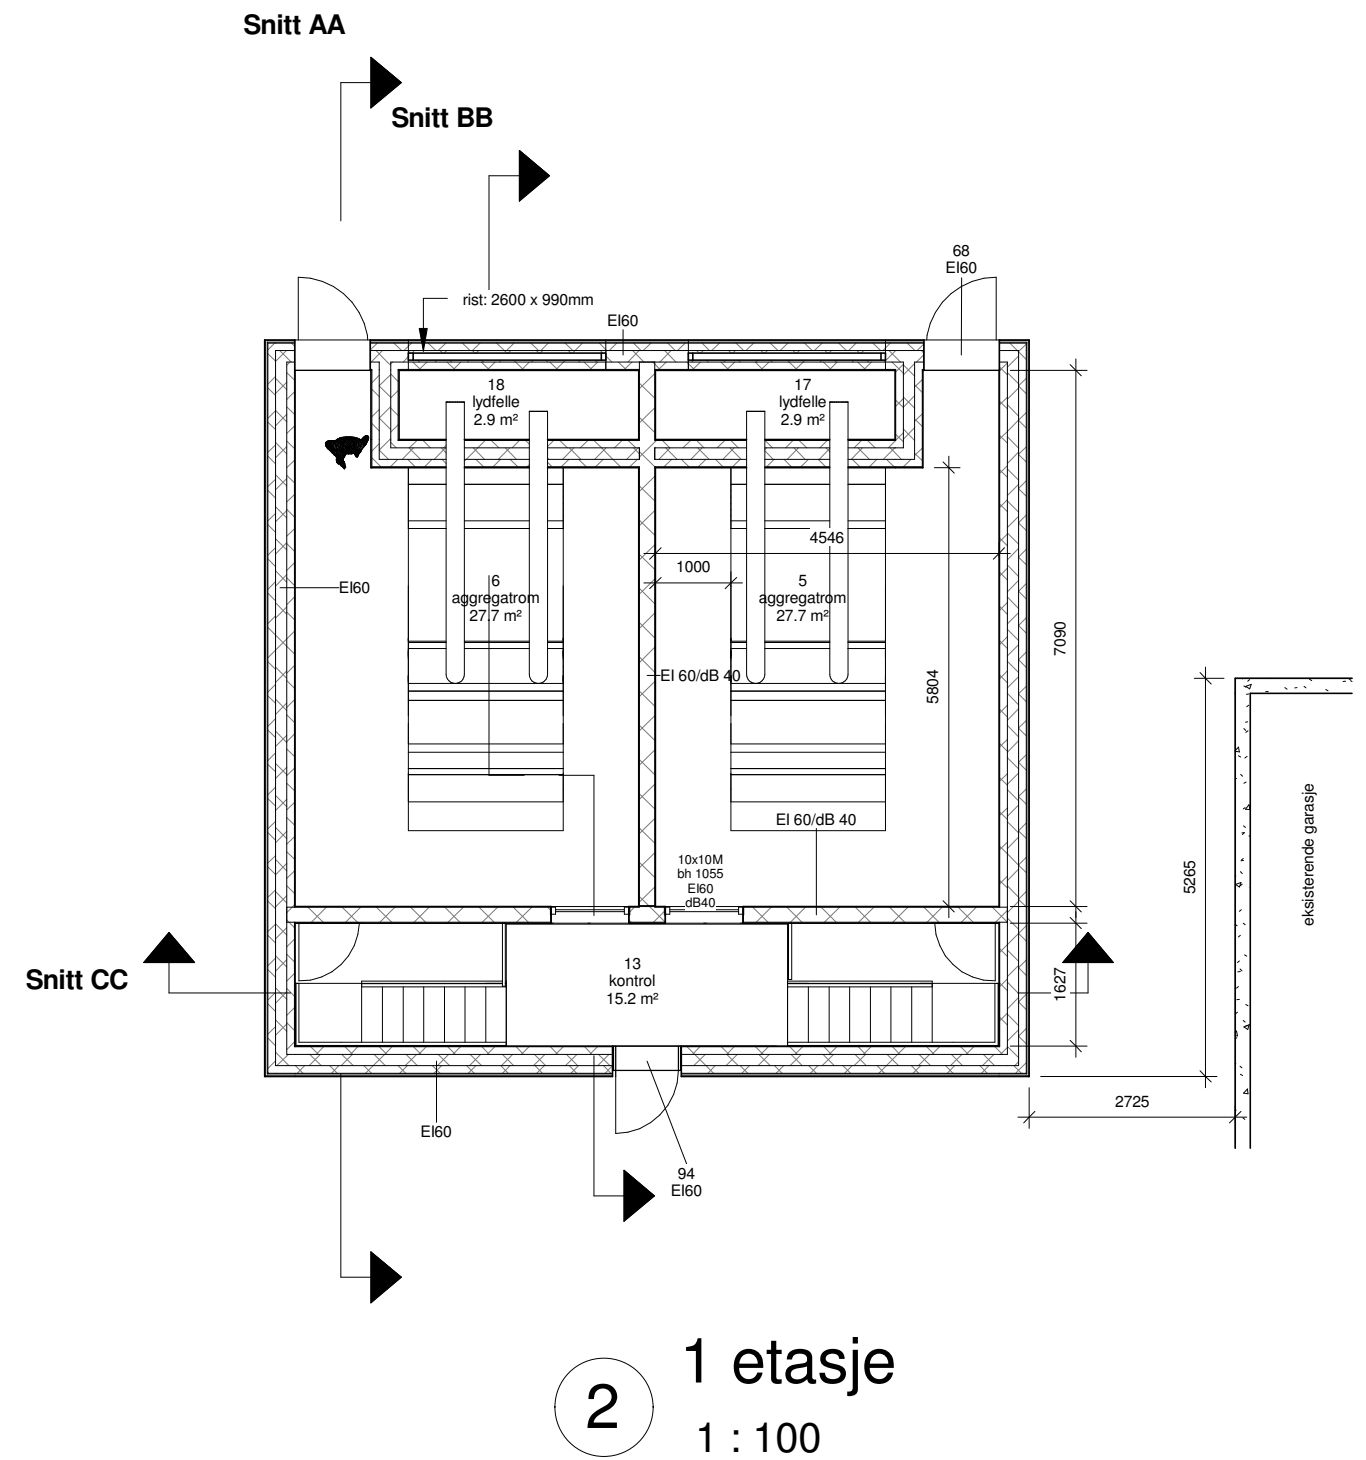 Snitt AA
Snitt BB
68
EI60
rist: 2600 x 990mm
EI60
18
lydfelle
2.9 m²
17
lydfelle
2.9 m²
4546
1000
6
aggregatrom
27.7 m²
5
aggregatrom
27.7 m²
EI60
7090
EI 60/dB 40
5804
EI 60/dB 40
10x10M
bh 1055
EI60
dB40
5265
eksisterende garasje
Snitt CC
13
kontrol
15.2 m²
1627
2725
EI60
94
EI60
2
1 etasje
1 : 100